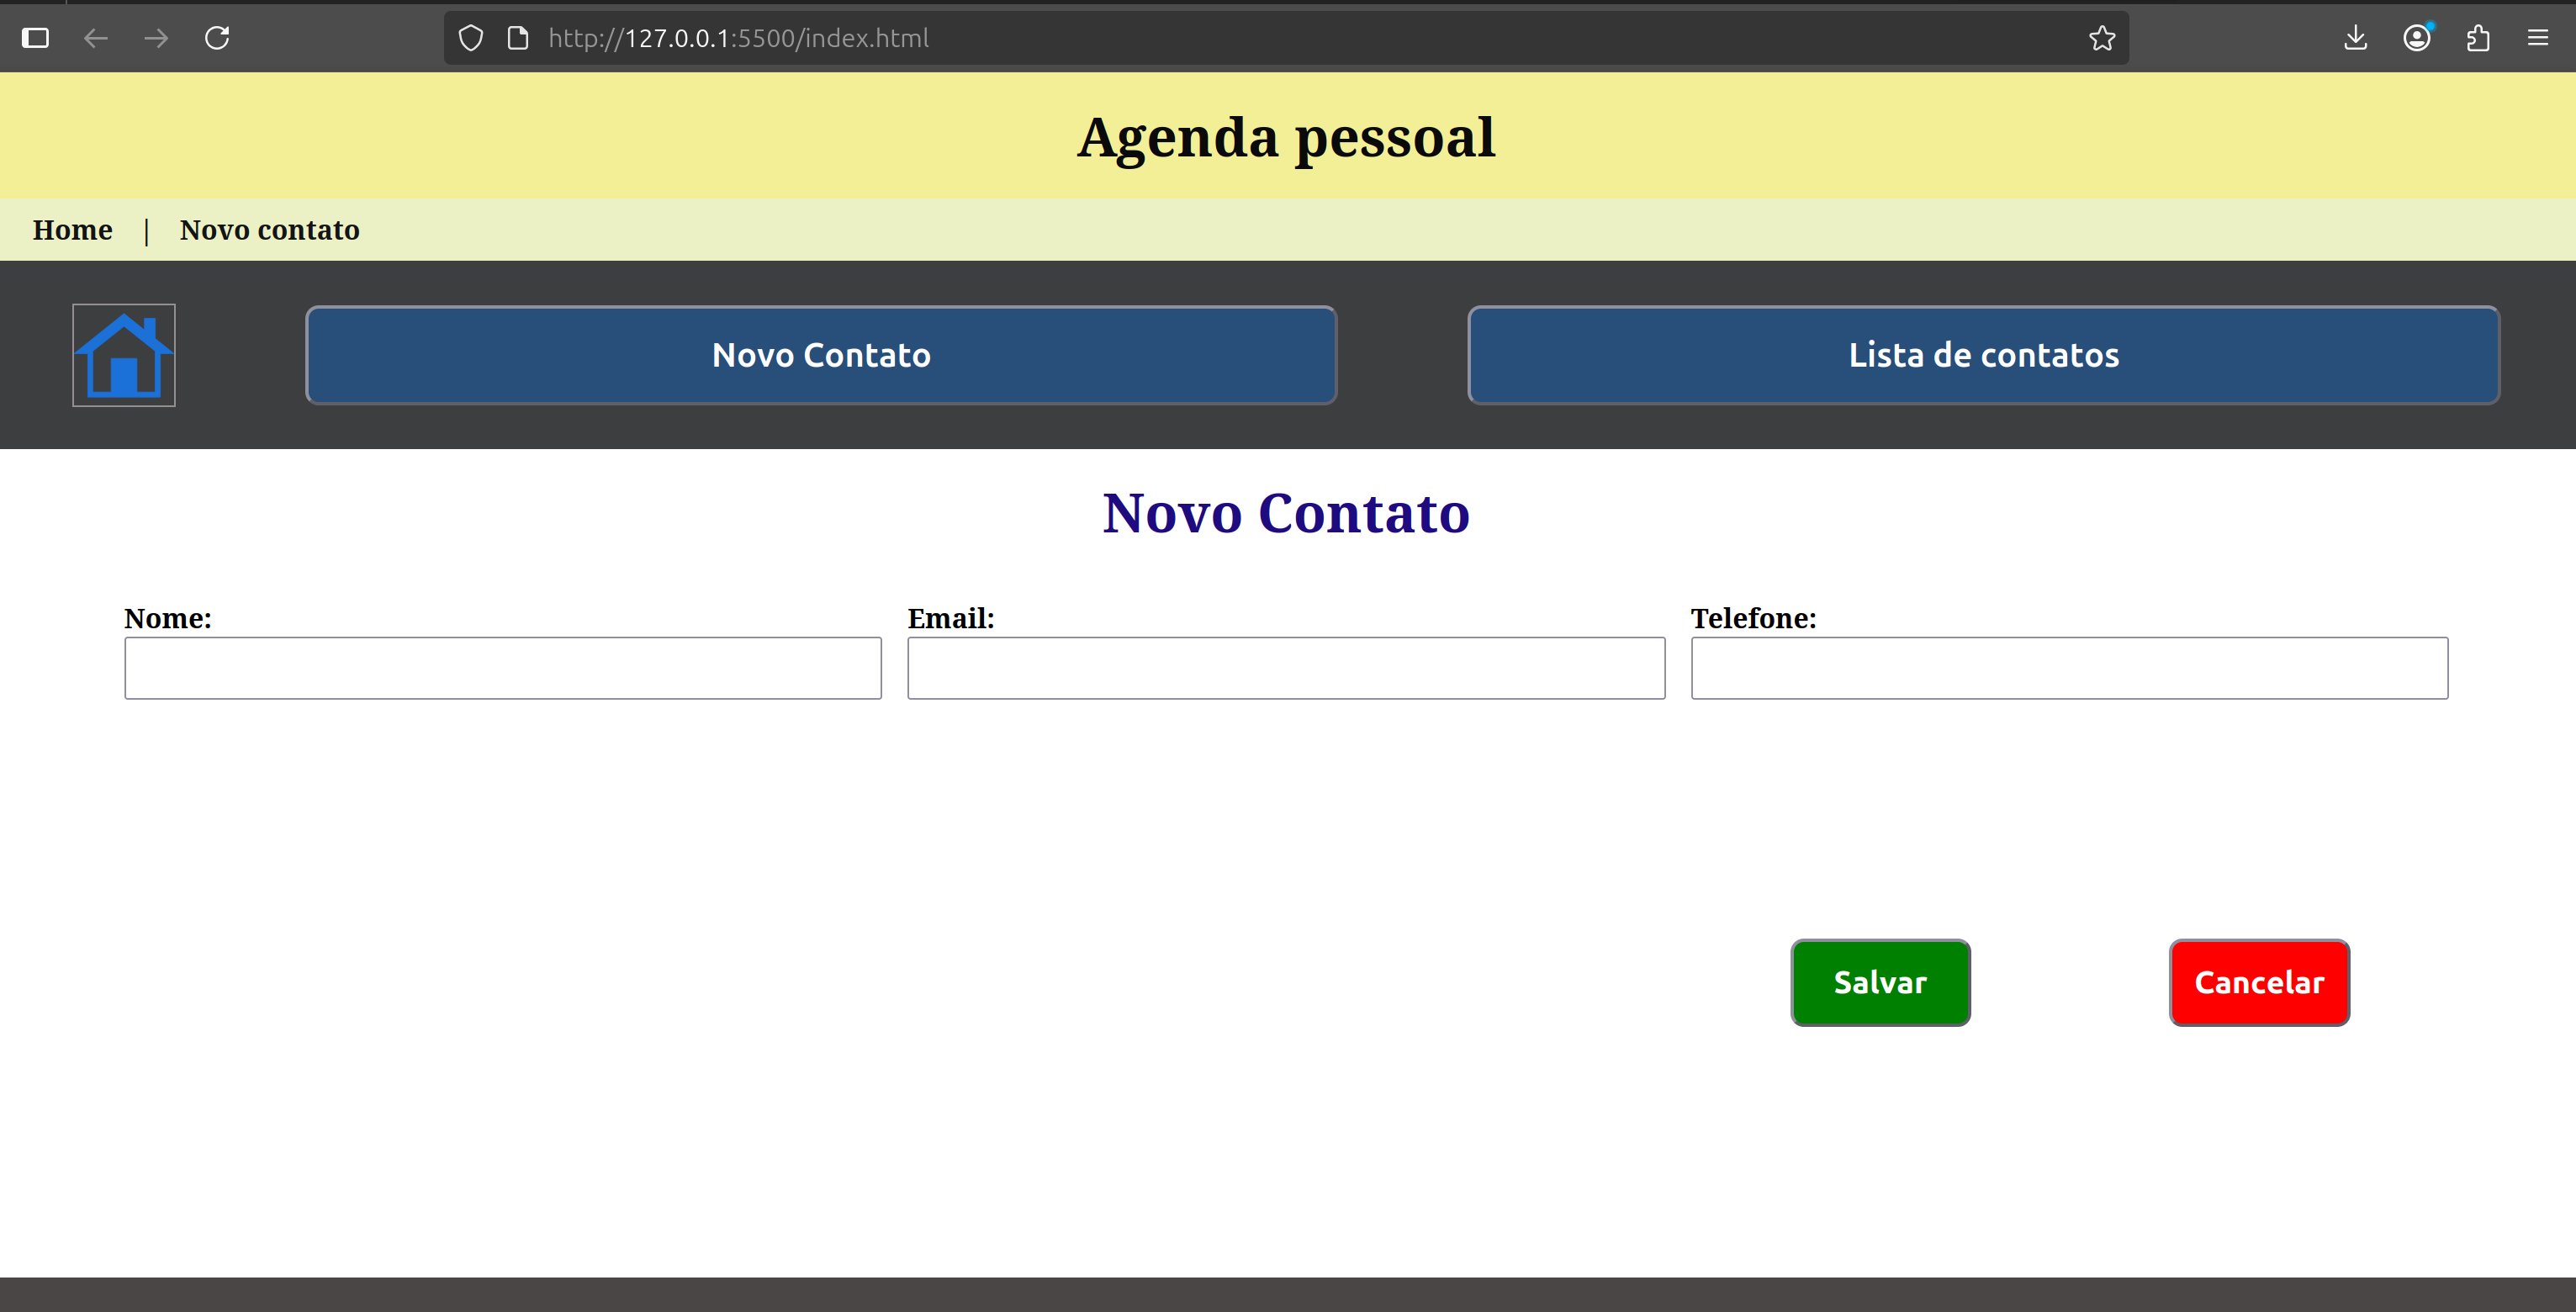 http://127.0.0.1:5500/index.html
Agenda pessoal
Home | Novo contato
Novo Contato Lista de contatos
Novo Contato
Nome: Email: Telefone:
Salvar Cancelar